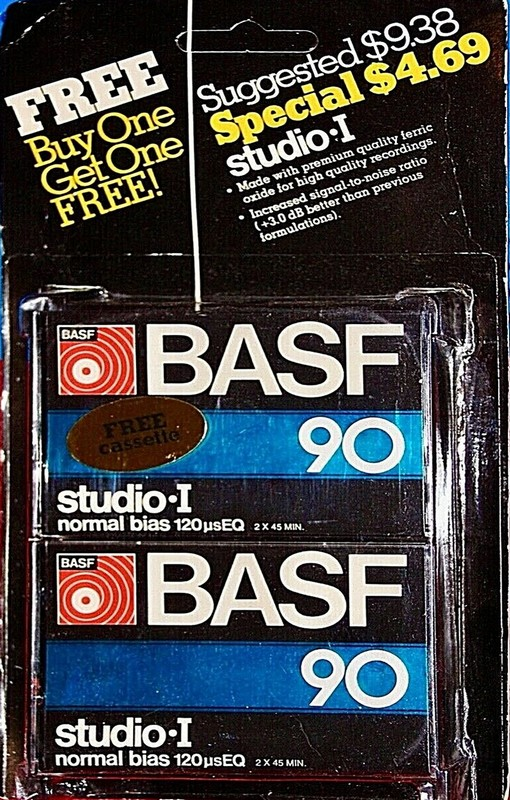 FREE
Buy One
Get One
FREE!
Suggested $9.38
Special $4.69
studio·I
• Made with premium quality ferric
oxide for high quality recordings.
• Increased signal-to-noise ratio
(+3.0 dB better than previous
formulations).
BASF
BASF
FREE
cassette
90
studio·I
normal bias 120µsEQ 2 X 45 MIN.
BASF
BASF
90
studio·I
normal bias 120µsEQ 2 X 45 MIN.